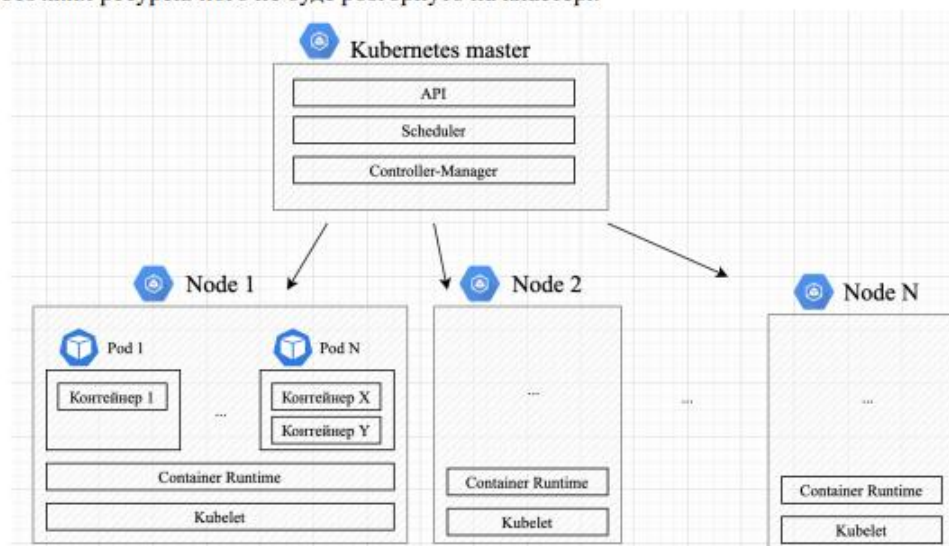 Kubernetes master
API
Scheduler
Controller-Manager
Node 1
Node 2
Node N
Pod 1
Pod N
Контейнер 1
...
Контейнер X
Контейнер Y
...
...
...
Container Runtime
Kubelet
Container Runtime
Kubelet
Container Runtime
Kubelet